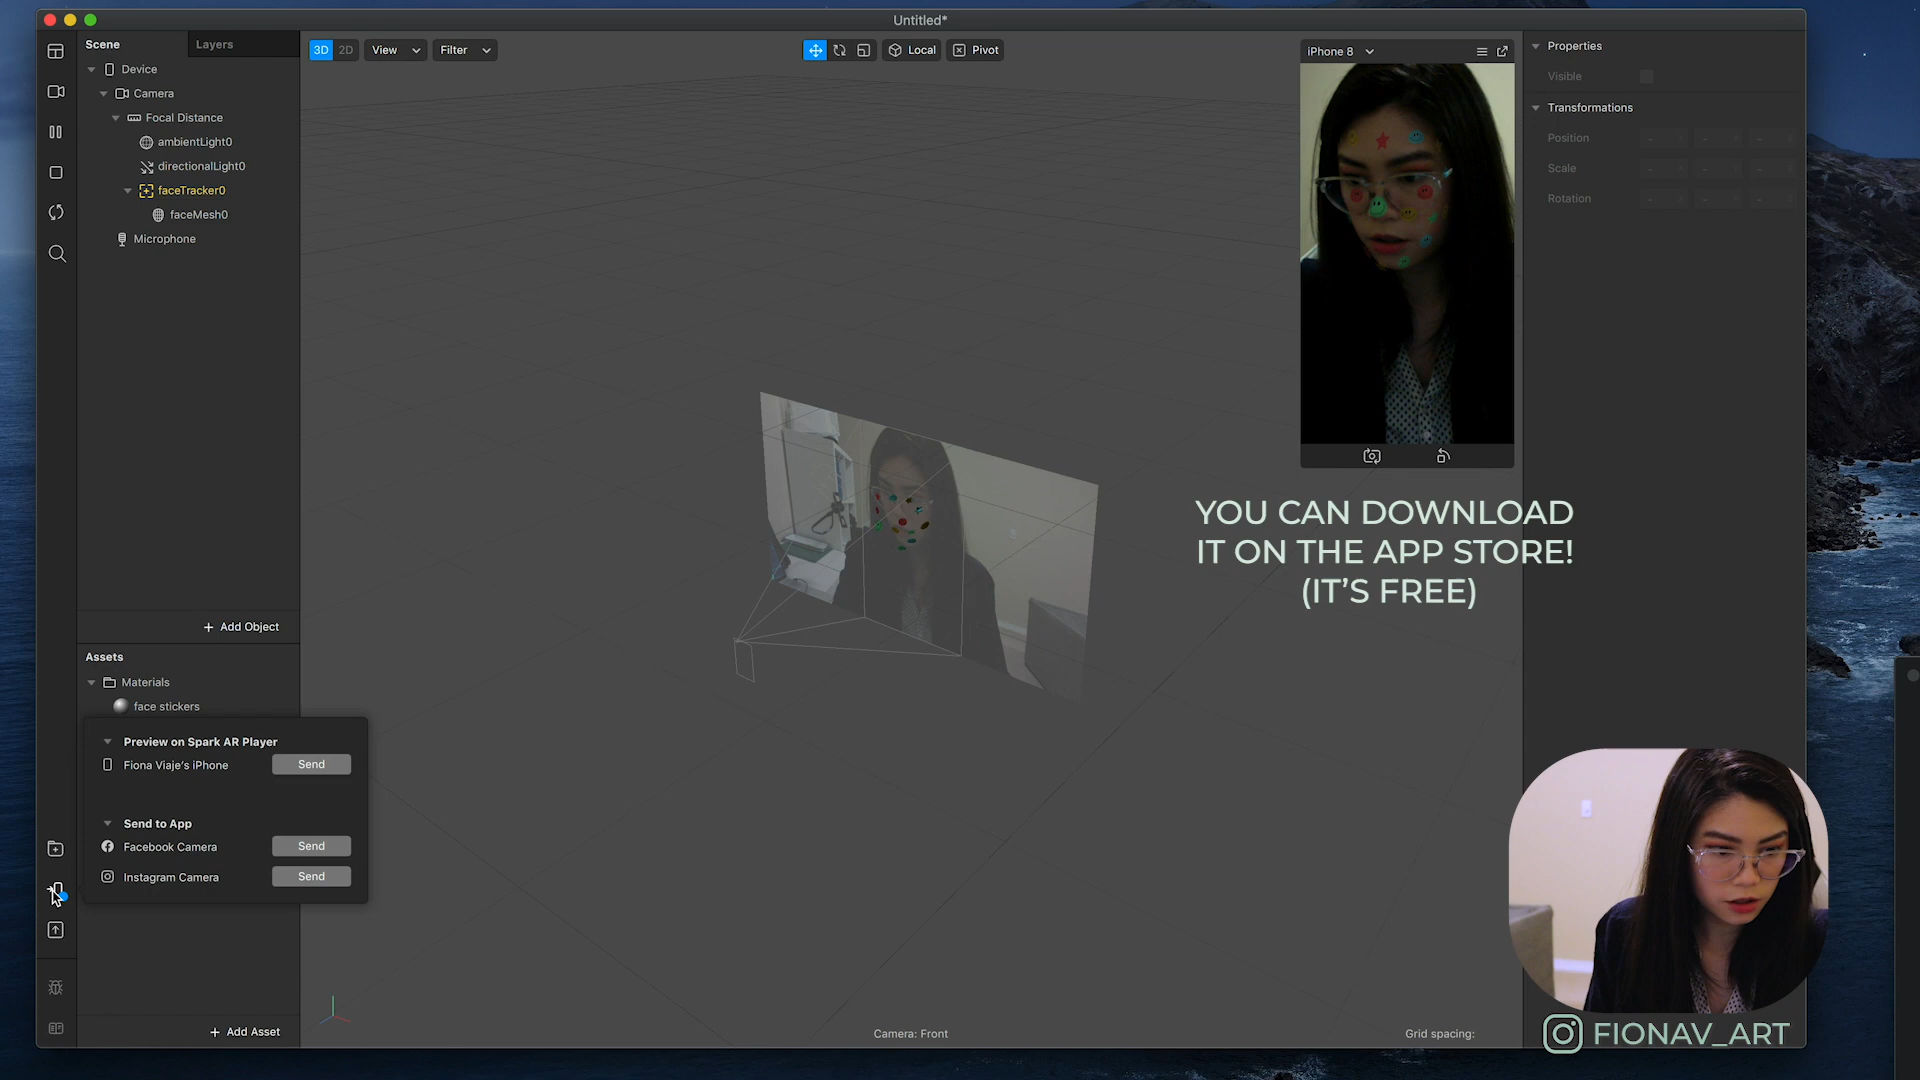 Untitled*
Scene
Layers
Device
Camera
Focal Distance
ambientLight0
directionalLight0
faceTracker0
faceMesh0
Microphone
+ Add Object
Assets
Materials
face stickers
Preview on Spark AR Player
Fiona Viaje's iPhone
Send
Send to App
Facebook Camera
Send
Instagram Camera
Send
+ Add Asset
3D
2D
View
Filter
Local
Pivot
iPhone 8
Properties
Visible
Transformations
Position
Scale
Rotation
YOU CAN DOWNLOAD
IT ON THE APP STORE!
(IT'S FREE)
Camera: Front
Grid spacing:
FIONAV_ART